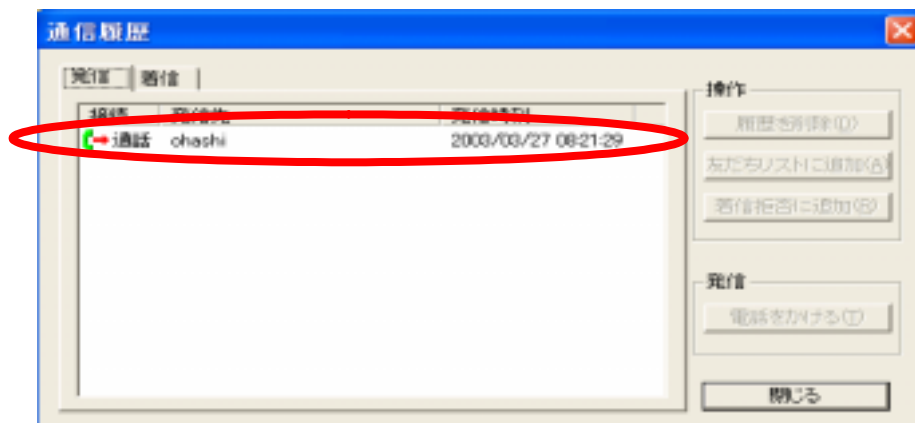 通信履歴
発信 着信
接続 発信先 発信時刻
通話 ohashi 2003/03/27 08:21:29
操作
履歴を削除(D)
友だちリストに追加(A)
着信拒否に追加(R)
発信
電話をかける(T)
閉じる